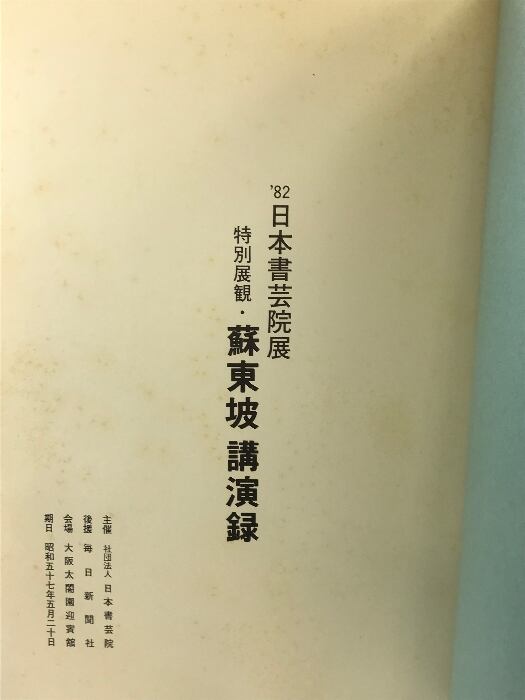 '82日本書芸院展
特別展観・蘇東坡 講演録
主催 社団法人 日本書芸院
後援 毎日新聞社
会場 大阪太閤園迎賓館
期日 昭和五十七年五月二十日